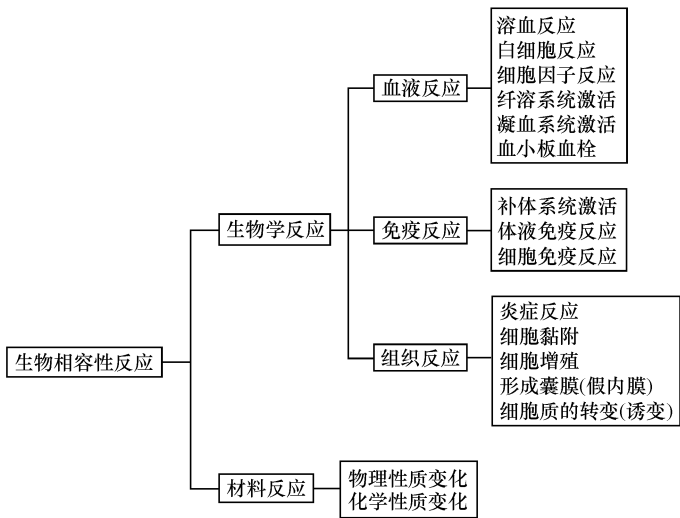 溶血反应
白细胞反应
细胞因子反应
纤溶系统激活
凝血系统激活
血小板血栓
血液反应
补体系统激活
体液免疫反应
细胞免疫反应
免疫反应
生物学反应
炎症反应
细胞黏附
细胞增殖
形成囊膜(假内膜)
细胞质的转变(诱变)
组织反应
生物相容性反应
材料反应
物理性质变化
化学性质变化